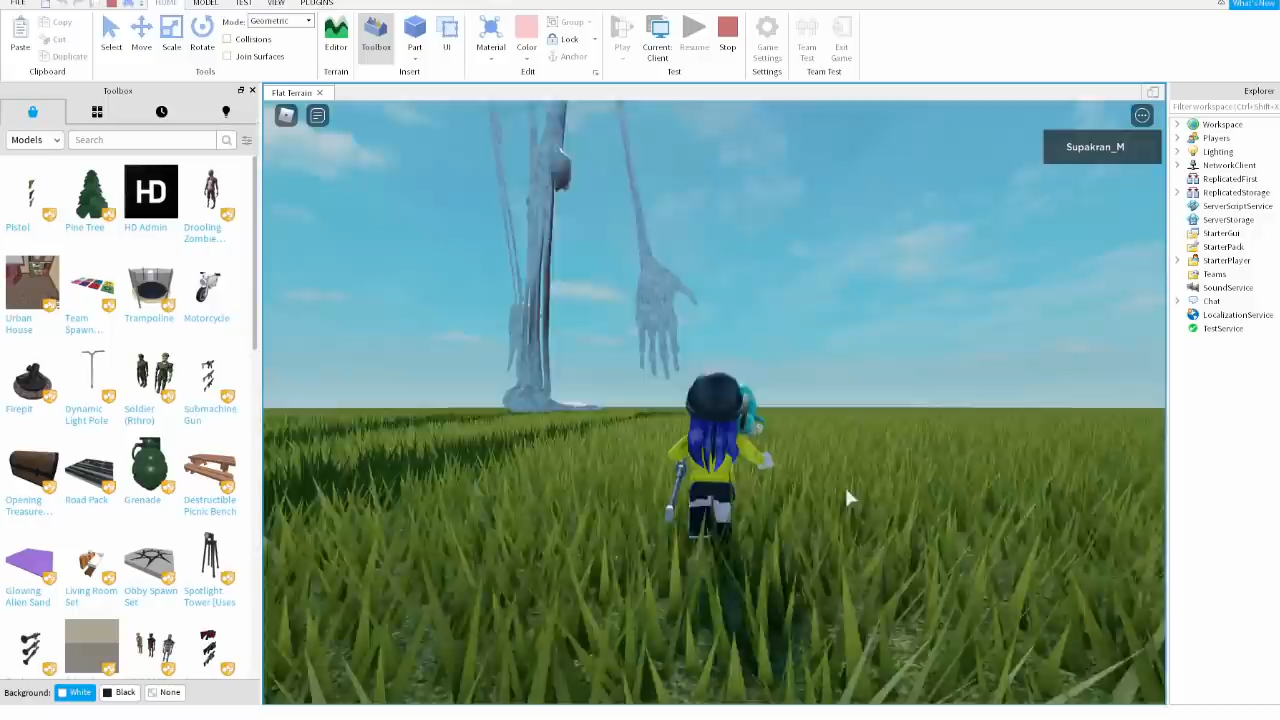 FILE
HOME
MODEL
TEST
VIEW
PLUGINS
What's New
Paste
Copy
Cut
Duplicate
Clipboard
Select
Move
Scale
Rotate
Mode: Geometric
Collisions
Join Surfaces
Tools
Editor
Terrain
Toolbox
Part
UI
Insert
Material
Color
Group
Lock
Anchor
Edit
Play
Current: Client
Resume
Stop
Test
Game Settings
Settings
Team Test
Exit Game
Team Test
Toolbox
Models
Search
Pistol
Pine Tree
HD
HD Admin
Drooling Zombie...
Urban House
Team Spawn...
Trampoline
Motorcycle
Firepit
Dynamic Light Pole
Soldier (Rthro)
Submachine Gun
Opening Treasure...
Road Pack
Grenade
Destructible Picnic Bench
Glowing Alien Sand
Living Room Set
Obby Spawn Set
Spotlight Tower [Uses
Background:
White
Black
None
Flat Terrain
Supakran_M
Explorer
Filter workspace (Ctrl+Shift+X
Workspace
Players
Lighting
NetworkClient
ReplicatedFirst
ReplicatedStorage
ServerScriptService
ServerStorage
StarterGui
StarterPack
StarterPlayer
Teams
SoundService
Chat
LocalizationService
TestService